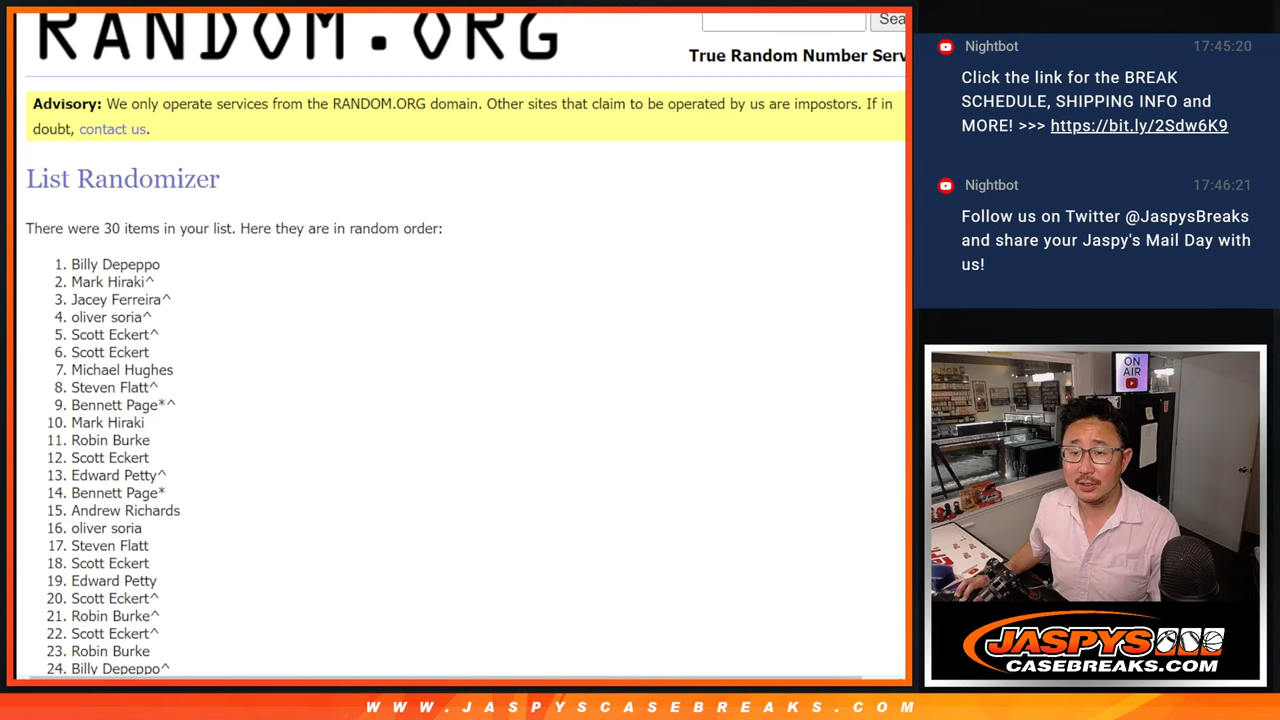 RANDOM.ORG
Sea
True Random Number Serv
Advisory: We only operate services from the RANDOM.ORG domain. Other sites that claim to be operated by us are impostors. If in
doubt, contact us.
List Randomizer
There were 30 items in your list. Here they are in random order:
1. Billy Depeppo
2. Mark Hiraki^
3. Jacey Ferreira^
4. oliver soria^
5. Scott Eckert^
6. Scott Eckert
7. Michael Hughes
8. Steven Flatt^
9. Bennett Page*^
10. Mark Hiraki
11. Robin Burke
12. Scott Eckert
13. Edward Petty^
14. Bennett Page*
15. Andrew Richards
16. oliver soria
17. Steven Flatt
18. Scott Eckert
19. Edward Petty
20. Scott Eckert^
21. Robin Burke^
22. Scott Eckert^
23. Robin Burke
24. Billy Depeppo^
Nightbot 17:45:20
Click the link for the BREAK
SCHEDULE, SHIPPING INFO and
MORE! >>> https://bit.ly/2Sdw6K9
Nightbot 17:46:21
Follow us on Twitter @JaspysBreaks
and share your Jaspy's Mail Day with
us!
ON
AIR
JASPYS
CASEBREAKS.COM
WWW.JASPYSCASEBREAKS.COM